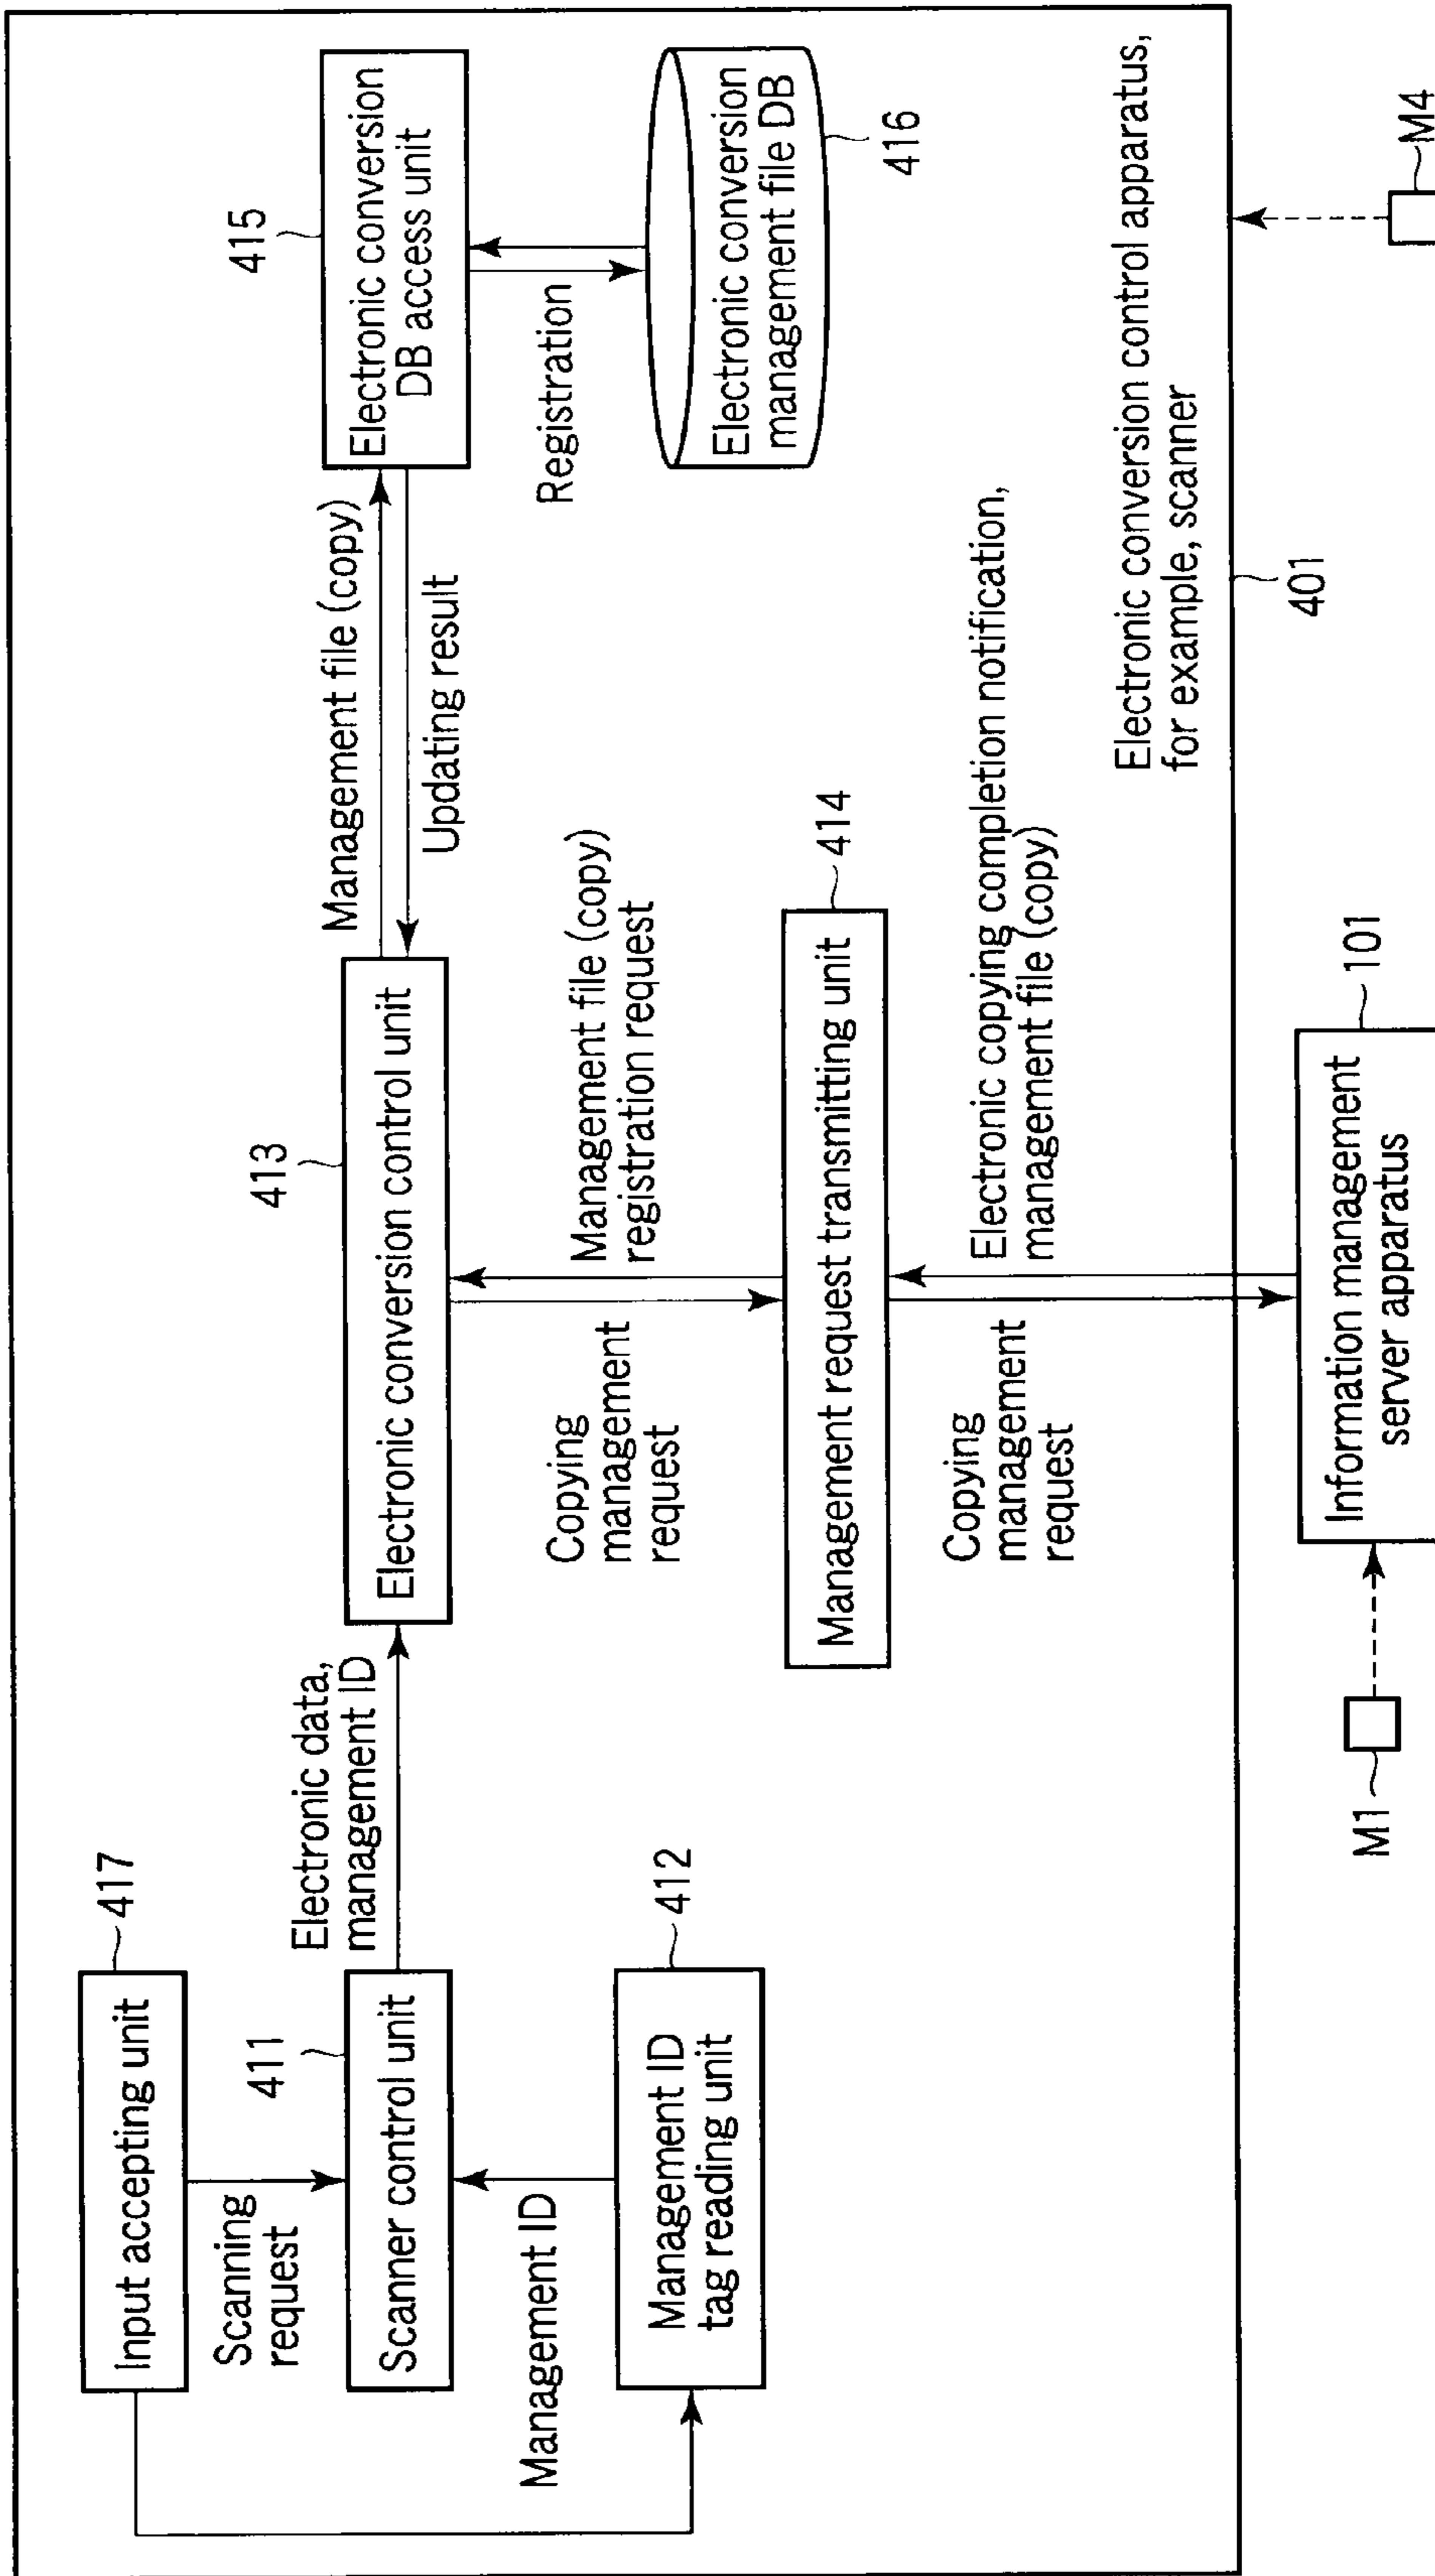 417
Input accepting unit
Scanning
request
411
Scanner control unit
Management ID
412
Management ID
tag reading unit
Electronic data,
management ID
413
Electronic conversion control unit
Management file (copy)
Updating result
415
Electronic conversion
DB access unit
Registration
Electronic conversion
management file DB
416
Copying
management
request
Management file (copy)
registration request
414
Management request transmitting unit
Copying
management
request
Electronic copying completion notification,
management file (copy)
Electronic conversion control apparatus,
for example, scanner
401
M1
101
Information management
server apparatus
M4